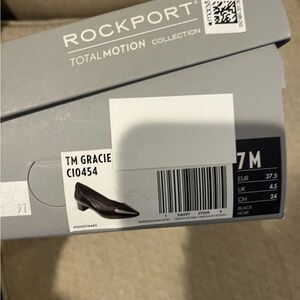 ROCKPORT
TOTALMOTION COLLECTION
TM GRACIE
CI0454
7M
EUR 37.5
UK 4.5
CM 24
BLACK
NOIR